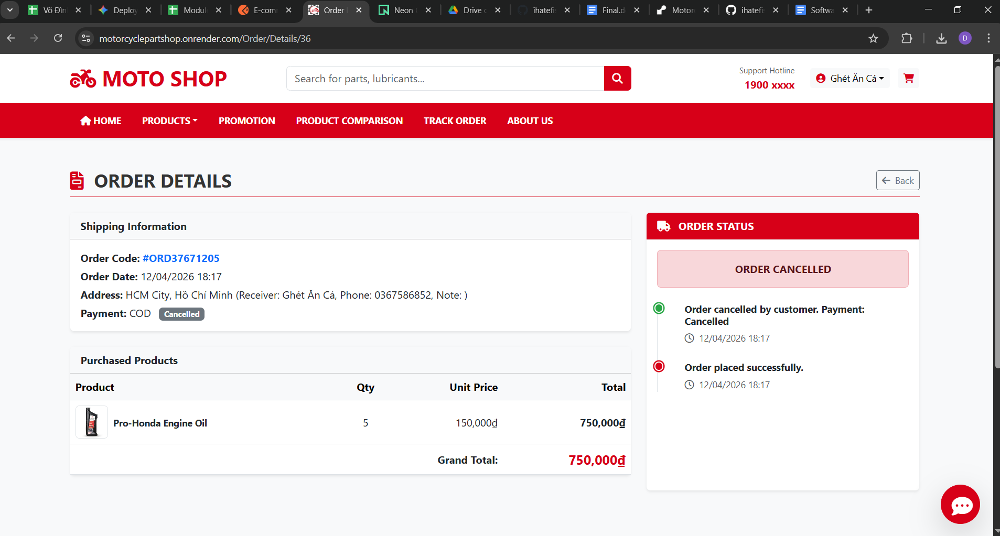 Võ Đìn
Deploy
Modul
E-com
Order
Neon
Drive
ihatefi
Final.d
Motor
ihatefi
Softwa
motorcyclepartshop.onrender.com/Order/Details/36
D
MOTO SHOP
Search for parts, lubricants...
Support Hotline
1900 xxxx
Ghét Ăn Cá
HOME
PRODUCTS
PROMOTION
PRODUCT COMPARISON
TRACK ORDER
ABOUT US
ORDER DETAILS
Back
Shipping Information
Order Code: #ORD37671205
Order Date: 12/04/2026 18:17
Address: HCM City, Hồ Chí Minh (Receiver: Ghét Ăn Cá, Phone: 0367586852, Note: )
Payment: COD Cancelled
Purchased Products
Product Qty Unit Price Total
Pro-Honda Engine Oil 5 150,000₫ 750,000₫
Grand Total: 750,000₫
ORDER STATUS
ORDER CANCELLED
Order cancelled by customer. Payment:
Cancelled
12/04/2026 18:17
Order placed successfully.
12/04/2026 18:17